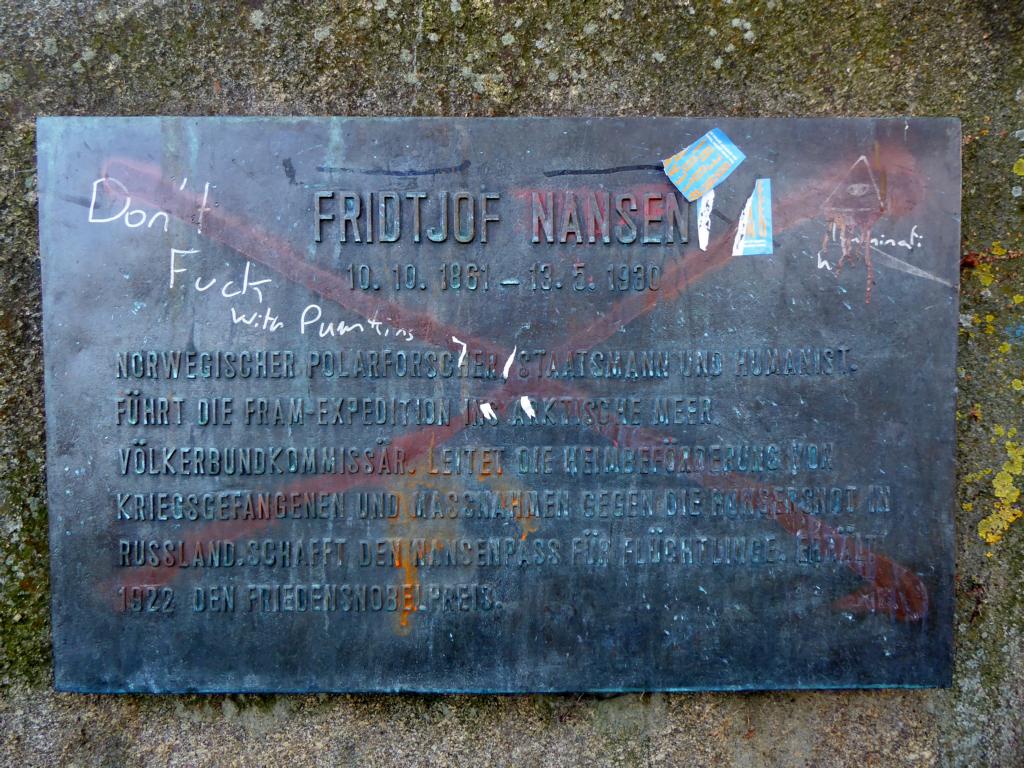 FRIDTJOF NANSEN
10. 10. 1861 – 13. 5. 1930
Don't
Fuck
with Pumkins
Illuminati
NORWEGISCHER POLARFORSCHER, STAATSMANN UND HUMANIST.
FÜHRT DIE FRAM-EXPEDITION INS ARKTISCHE MEER.
VÖLKERBUNDKOMMISSÄR. LEITET DIE HEIMBEFÖRDERUNG VON
KRIEGSGEFANGENEN UND MASSNAHMEN GEGEN DIE HUNGERSNOT IN
RUSSLAND. SCHAFFT DEN NANSENPASS FÜR FLÜCHTLINGE. ERHÄLT
1922 DEN FRIEDENSNOBELPREIS.